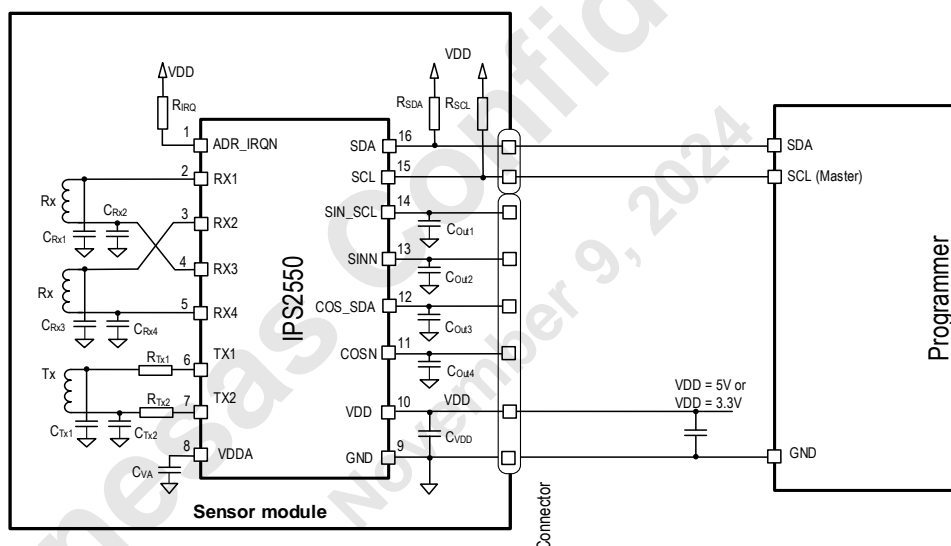 VDD
VDD
RIRQ
RSDA
RSCL
1
ADR_IRQN
SDA
16
SDA
2
RX1
SCL
15
SCL (Master)
Rx
CRx1
CRx2
3
RX2
SIN_SCL
14
COut1
4
RX3
SINN
13
COut2
Rx
CRx3
CRx4
5
RX4
COS_SDA
12
COut3
IPS2550
Tx
RTx1
6
TX1
COSN
11
COut4
RTx2
7
TX2
CTx1
CTx2
VDD
10
VDD
CVDD
VDD = 5V or
VDD = 3.3V
8
VDDA
CVA
GND
9
GND
Programmer
Sensor module
Connector
nesas Confid
November 9, 2024